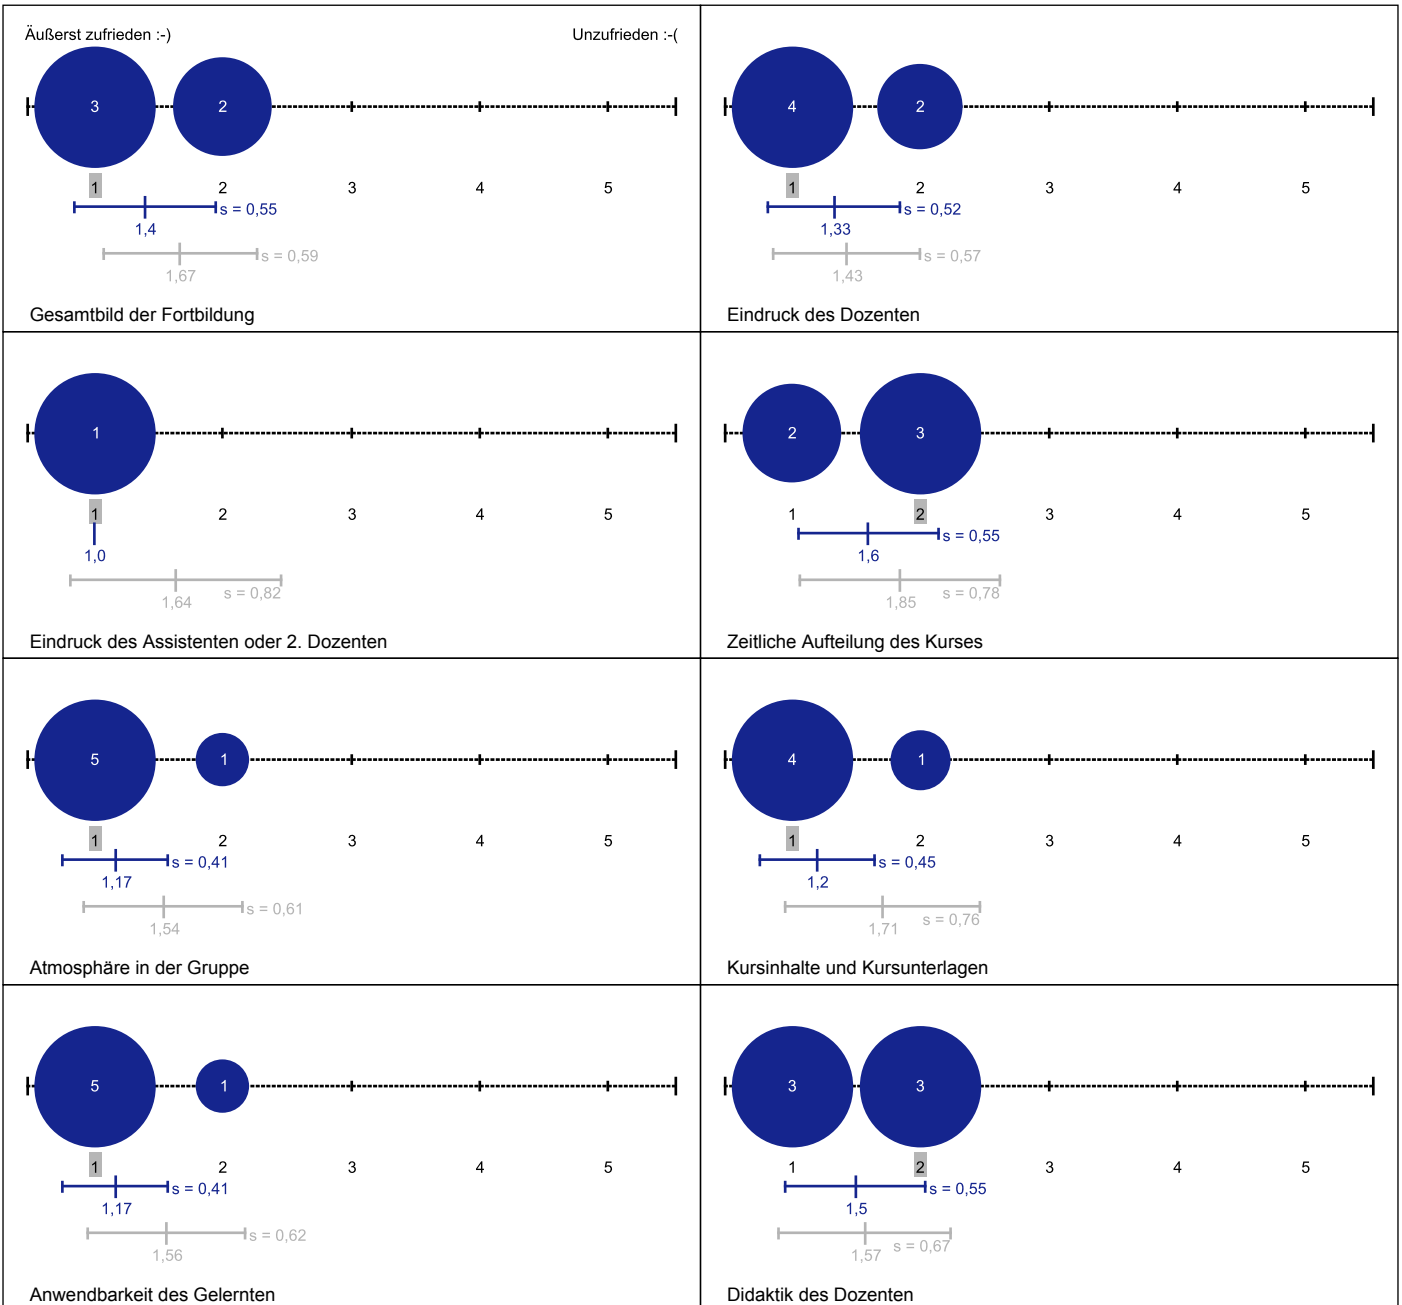 Äußerst zufrieden :-)
Unzufrieden :-(
3
2
1
2
3
4
5
s = 0,55
1,4
s = 0,59
1,67
Gesamtbild der Fortbildung
4
2
1
2
3
4
5
s = 0,52
1,33
s = 0,57
1,43
Eindruck des Dozenten
1
1
2
3
4
5
1,0
s = 0,82
1,64
Eindruck des Assistenten oder 2. Dozenten
2
3
1
2
3
4
5
s = 0,55
1,6
s = 0,78
1,85
Zeitliche Aufteilung des Kurses
5
1
1
2
3
4
5
s = 0,41
1,17
s = 0,61
1,54
Atmosphäre in der Gruppe
4
1
1
2
3
4
5
s = 0,45
1,2
s = 0,76
1,71
Kursinhalte und Kursunterlagen
5
1
1
2
3
4
5
s = 0,41
1,17
s = 0,62
1,56
Anwendbarkeit des Gelernten
3
3
1
2
3
4
5
s = 0,55
1,5
s = 0,67
1,57
Didaktik des Dozenten